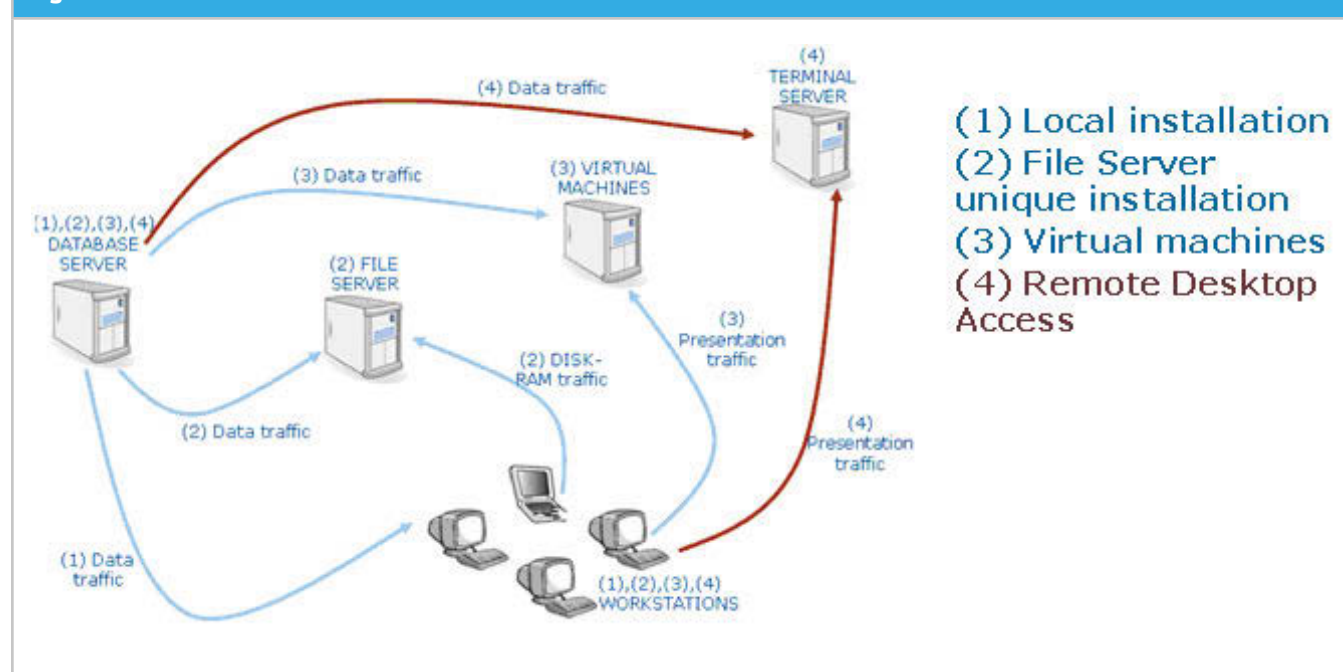 (4)
TERMINAL
SERVER
(4) Data traffic
(3) Data traffic
(3) VIRTUAL
MACHINES
(1),(2),(3),(4)
DATABASE
SERVER
(2) FILE
SERVER
(3)
Presentation
traffic
(2) DISK-
RAM traffic
(2) Data traffic
(4)
Presentation
traffic
(1) Data
traffic
(1),(2),(3),(4)
WORKSTATIONS
(1) Local installation
(2) File Server
unique installation
(3) Virtual machines
(4) Remote Desktop
Access